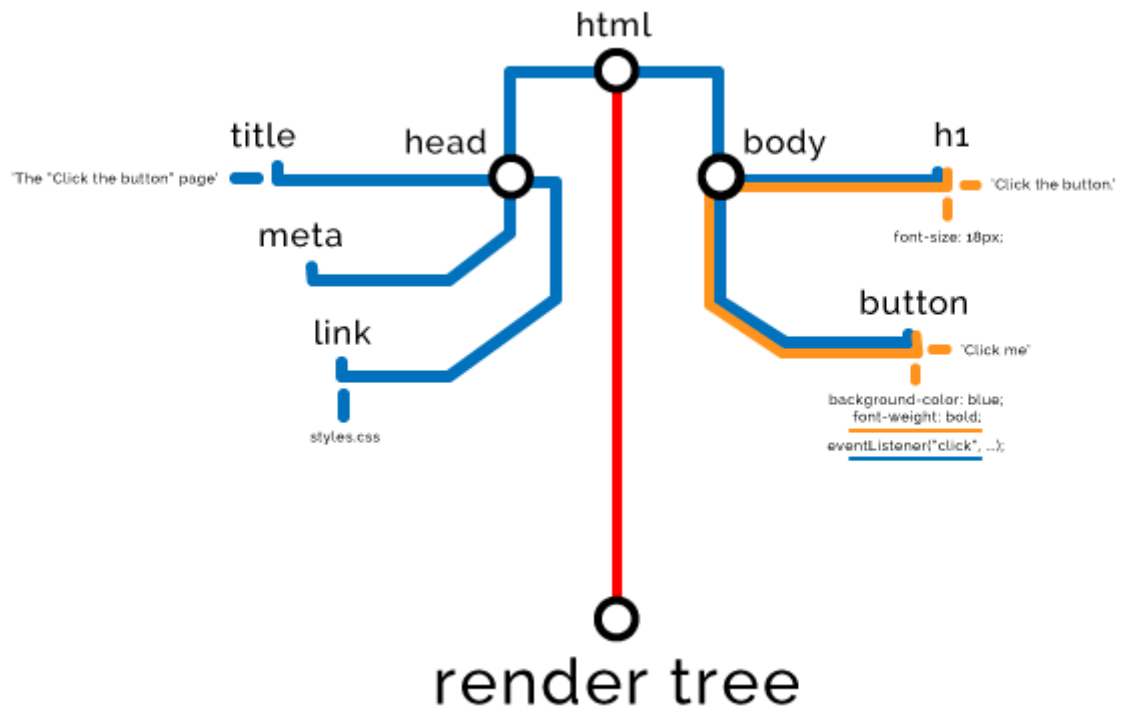 html
title
head
body
h1
"The "Click the button" page"
"Click the button."
meta
font-size: 18px;
button
link
"Click me"
background-color: blue;
font-weight: bold;
styles.css
eventListener("click", ...);
render tree